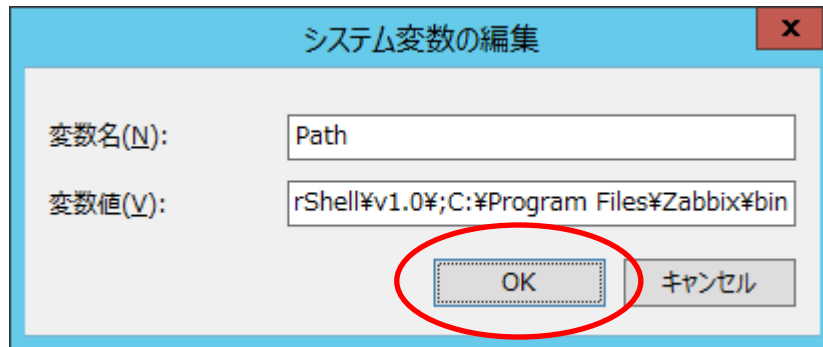 システム変数の編集
x
変数名(N):
Path
変数値(V):
rShell¥v1.0¥;C:¥Program Files¥Zabbix¥bin
OK
キャンセル